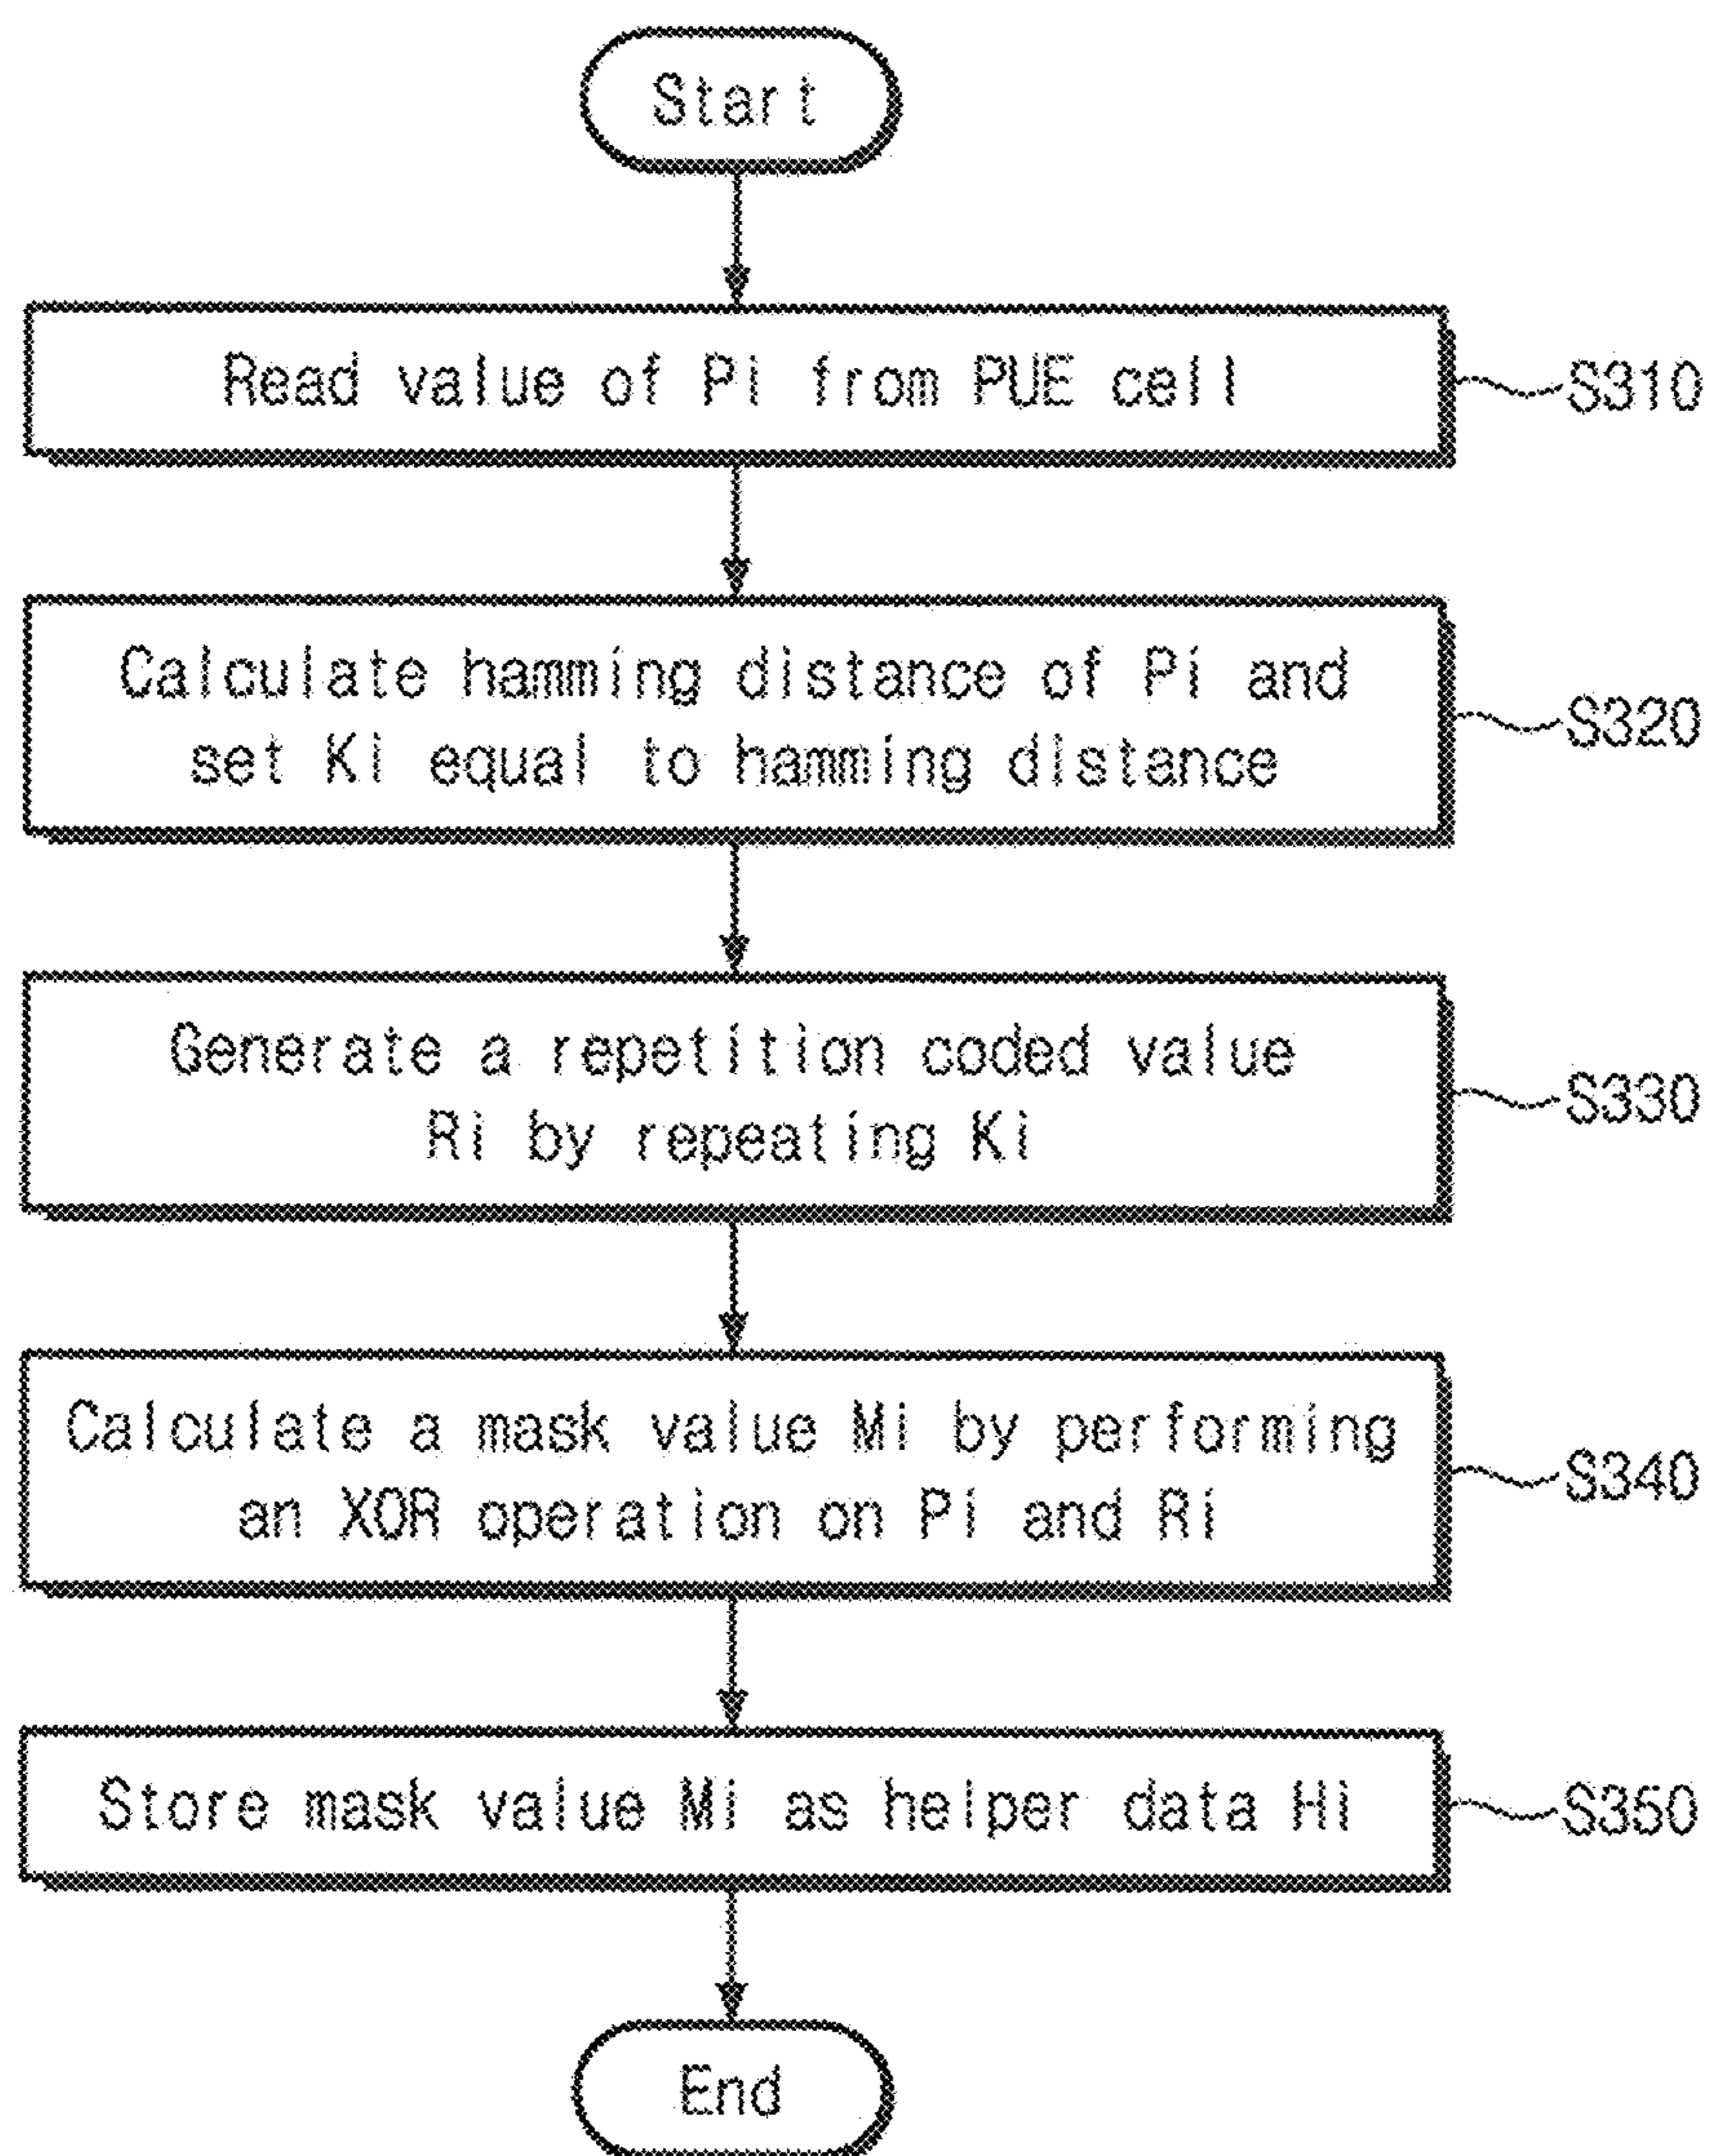 Start
Read value of Pi from PUE cell
S310
Calculate hamming distance of Pi and
set Ki equal to hamming distance
S320
Generate a repetition coded value
Ri by repeating Ki
S330
Calculate a mask value Mi by performing
an XOR operation on Pi and Ri
S340
Store mask value Mi as helper data Hi
S350
End